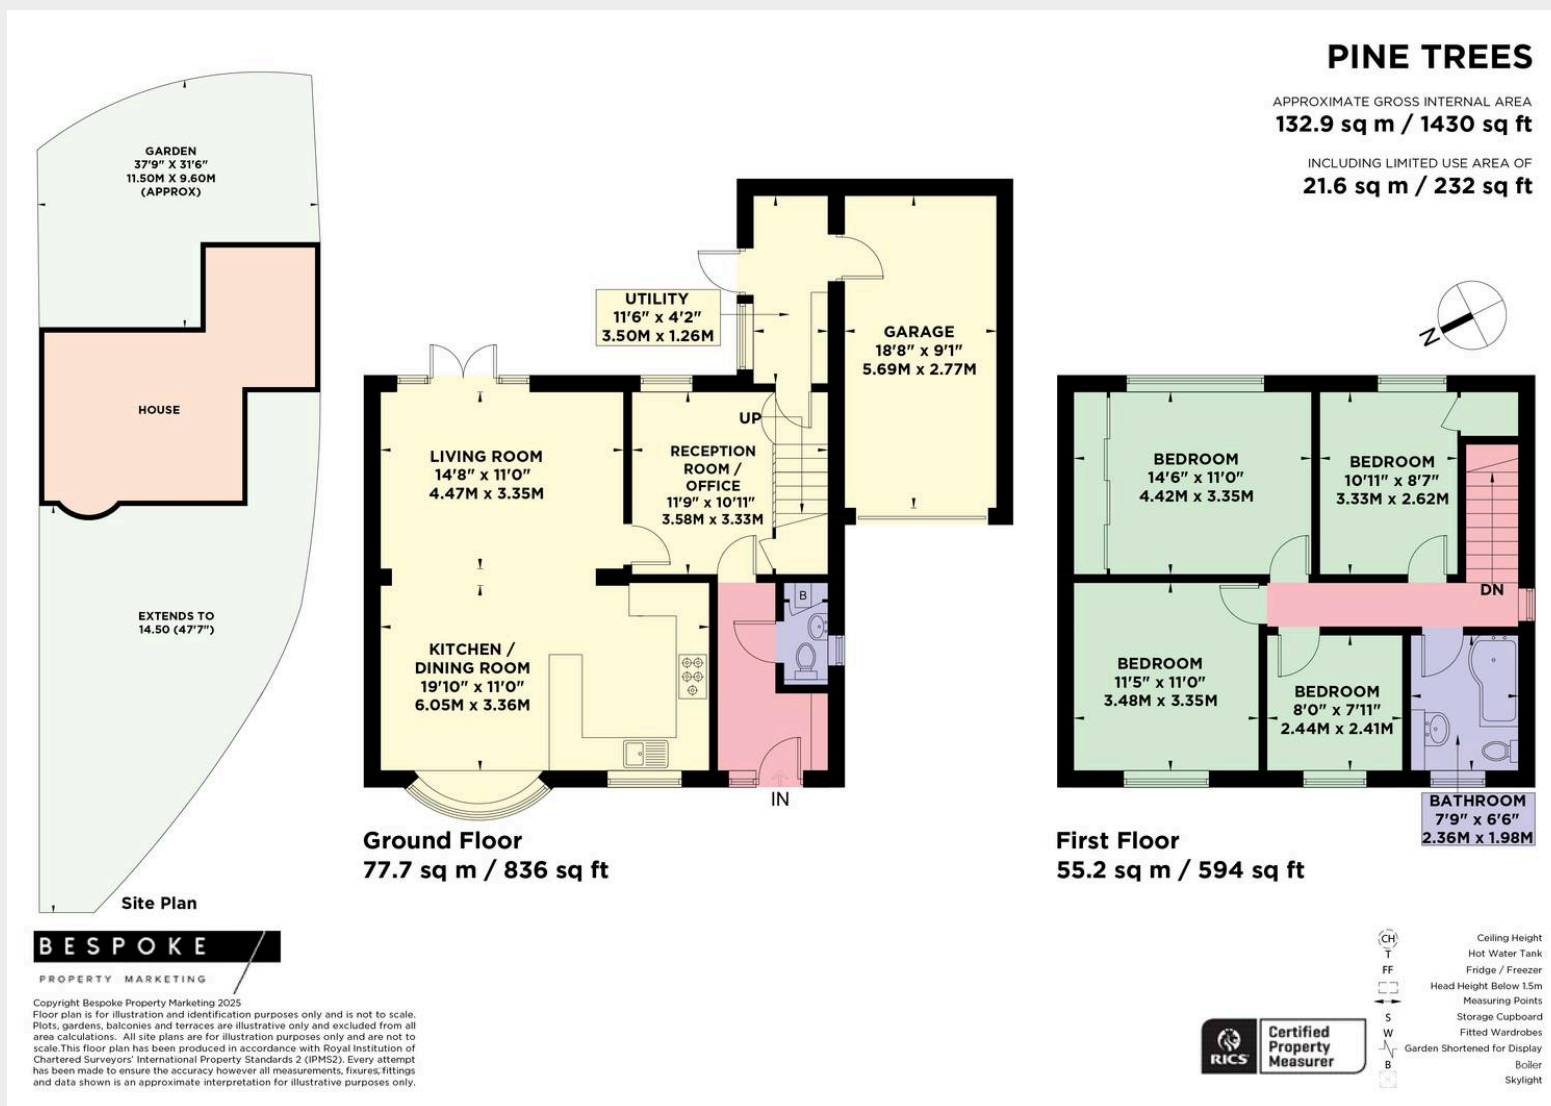 PINE TREES
APPROXIMATE GROSS INTERNAL AREA
132.9 sq m / 1430 sq ft
INCLUDING LIMITED USE AREA OF
21.6 sq m / 232 sq ft
GARDEN
37'9" X 31'6"
11.50M X 9.60M
(APPROX)
HOUSE
EXTENDS TO
14.50 (47'7")
Site Plan
UTILITY
11'6" x 4'2"
3.50M x 1.26M
GARAGE
18'8" x 9'1"
5.69M x 2.77M
UP
LIVING ROOM
14'8" x 11'0"
4.47M x 3.35M
RECEPTION
ROOM /
OFFICE
11'9" x 10'11"
3.58M x 3.33M
B
KITCHEN /
DINING ROOM
19'10" x 11'0"
6.05M x 3.36M
IN
Ground Floor
77.7 sq m / 836 sq ft
N
BEDROOM
14'6" x 11'0"
4.42M x 3.35M
BEDROOM
10'11" x 8'7"
3.33M x 2.62M
DN
BEDROOM
11'5" x 11'0"
3.48M x 3.35M
BEDROOM
8'0" x 7'11"
2.44M x 2.41M
BATHROOM
7'9" x 6'6"
2.36M x 1.98M
First Floor
55.2 sq m / 594 sq ft
BESPOKE
PROPERTY MARKETING
Copyright Bespoke Property Marketing 2025
Floor plan is for illustration and identification purposes only and is not to scale.
Plots, gardens, balconies and terraces are illustrative only and excluded from all
area calculations. All site plans are for illustration purposes only and are not to
scale.This floor plan has been produced in accordance with Royal Institution of
Chartered Surveyors' International Property Standards 2 (IPMS2). Every attempt
has been made to ensure the accuracy however all measurements, fixures, fittings
and data shown is an approximate interpretation for illustrative purposes only.
RICS
Certified
Property
Measurer
CH Ceiling Height
T Hot Water Tank
FF Fridge / Freezer
Head Height Below 1.5m
Measuring Points
S Storage Cupboard
W Fitted Wardrobes
Garden Shortened for Display
B Boiler
Skylight